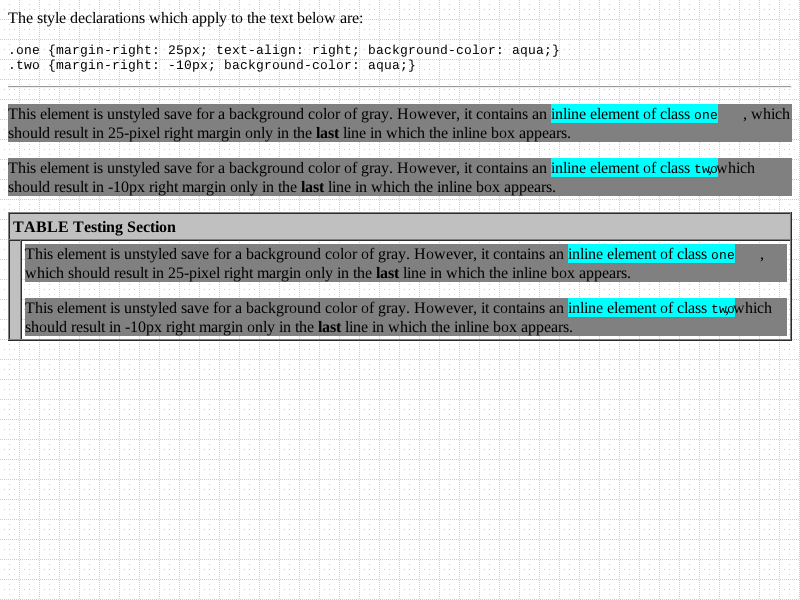 The style declarations which apply to the text below are:
.one {margin-right: 25px; text-align: right; background-color: aqua;}
.two {margin-right: -10px; background-color: aqua;}
This element is unstyled save for a background color of gray. However, it contains an inline element of class one , which
should result in 25-pixel right margin only in the last line in which the inline box appears.
This element is unstyled save for a background color of gray. However, it contains an inline element of class two, which
should result in -10px right margin only in the last line in which the inline box appears.
TABLE Testing Section
This element is unstyled save for a background color of gray. However, it contains an inline element of class one ,
which should result in 25-pixel right margin only in the last line in which the inline box appears.
This element is unstyled save for a background color of gray. However, it contains an inline element of class two, which
should result in -10px right margin only in the last line in which the inline box appears.